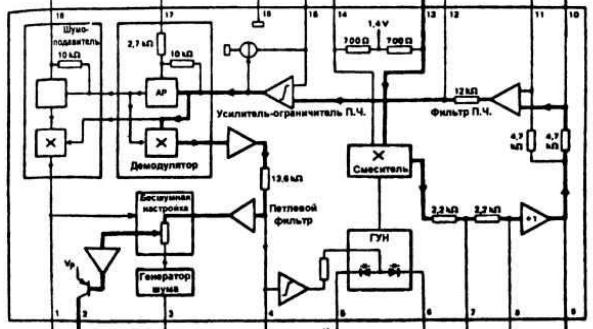 18
17
18
16
14
13
12
11
10
Шумо-
подавитель
10 kΩ
2,7 kΩ
10 kΩ
АР
1,4 V
700 Ω
700 Ω
12 kΩ
Усилитель-ограничитель П.Ч.
Фильтр П.Ч.
4,7
kΩ
4,7
kΩ
×
×
Демодулятор
×
Смеситель
13,6 kΩ
Бесшумная
настройка
Петлевой
фильтр
2,2 kΩ
2,2 kΩ
+1
ГУН
Vp
Генератор
шума
1
2
3
4
5
6
7
8
9